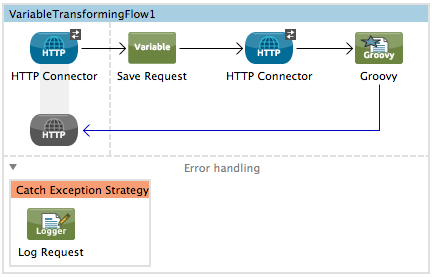 VariableTransformingFlow1
HTTP
Variable
HTTP
Groovy
HTTP Connector
Save Request
HTTP Connector
Groovy
HTTP
Error handling
Catch Exception Strategy
Logger
Log Request